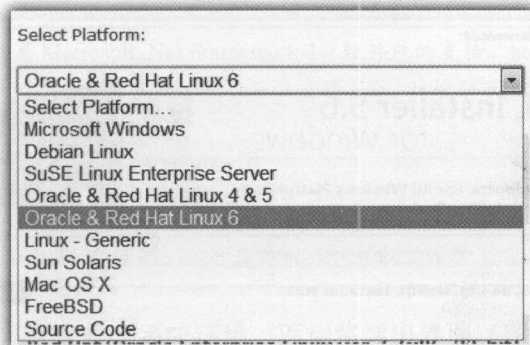 Select Platform:
Oracle & Red Hat Linux 6
Select Platform...
Microsoft Windows
Debian Linux
SuSE Linux Enterprise Server
Oracle & Red Hat Linux 4 & 5
Oracle & Red Hat Linux 6
Linux - Generic
Sun Solaris
Mac OS X
FreeBSD
Source Code